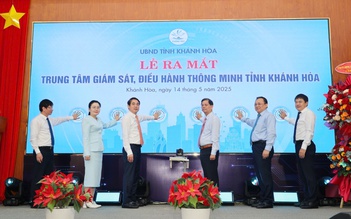 UBND TỈNH KHÁNH HÒA
LỄ RA MẮT
TRUNG TÂM GIÁM SÁT, ĐIỀU HÀNH THÔNG MINH TỈNH KHÁNH HÒA
Khánh Hòa, ngày 14 tháng 5 năm 2025